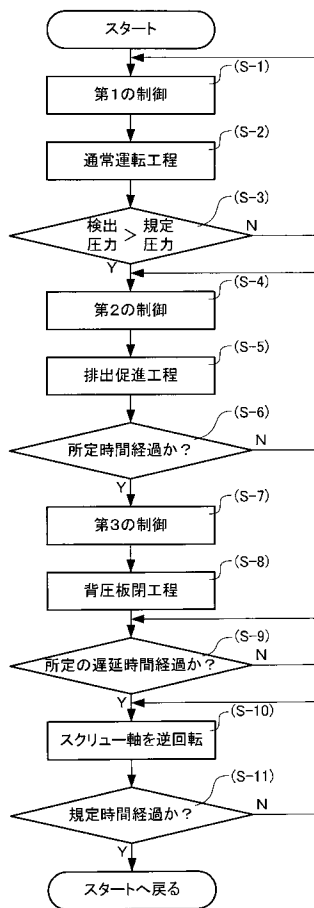 スタート
(S-1)
第1の制御
(S-2)
通常運転工程
(S-3)
検出 規定
圧力 > 圧力
N
Y
(S-4)
第2の制御
(S-5)
排出促進工程
(S-6)
所定時間経過か?
N
Y
(S-7)
第3の制御
(S-8)
背圧板閉工程
(S-9)
所定の遅延時間経過か?
N
Y
(S-10)
スクリュー軸を逆回転
(S-11)
規定時間経過か?
N
Y
スタートへ戻る